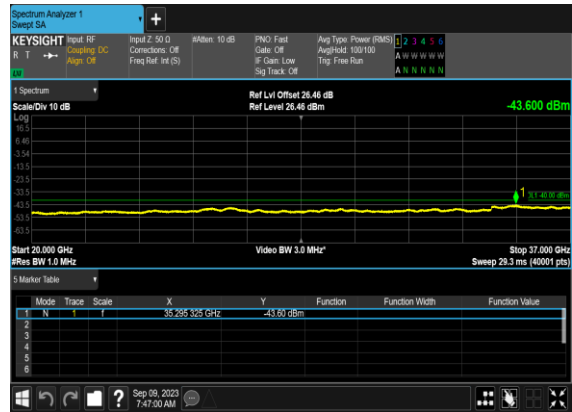 Spectrum Analyzer 1
Swept SA
+
KEYSIGHT Input: RF Input Z: 50 Ω #Atten: 10 dB PNO: Fast Avg Type: Power (RMS) 1 2 3 4 5 6
R T Coupling: DC Corrections: Off Gate: Off Avg|Hold: 100/100 A W W W W W
Align: Off Freq Ref: Int (S) IF Gain: Low Trig: Free Run
LW Sig Track: Off A N N N N N
1 Spectrum Ref Lvl Offset 26.46 dB
Scale/Div 10 dB Ref Level 26.46 dBm -43.600 dBm
Log
16.5
6.46
-3.54
-13.5
-23.5
-33.5 1 -40.00 dBm
-43.5
-53.5
-63.5
Start 20.000 GHz Video BW 3.0 MHz* Stop 37.000 GHz
#Res BW 1.0 MHz Sweep 29.3 ms (40001 pts)
5 Marker Table
Mode Trace Scale X Y Function Function Width Function Value
1 N 1 f 35.295 325 GHz -43.60 dBm
2
3
4
5
6
? Sep 09, 2023
7:47:00 AM